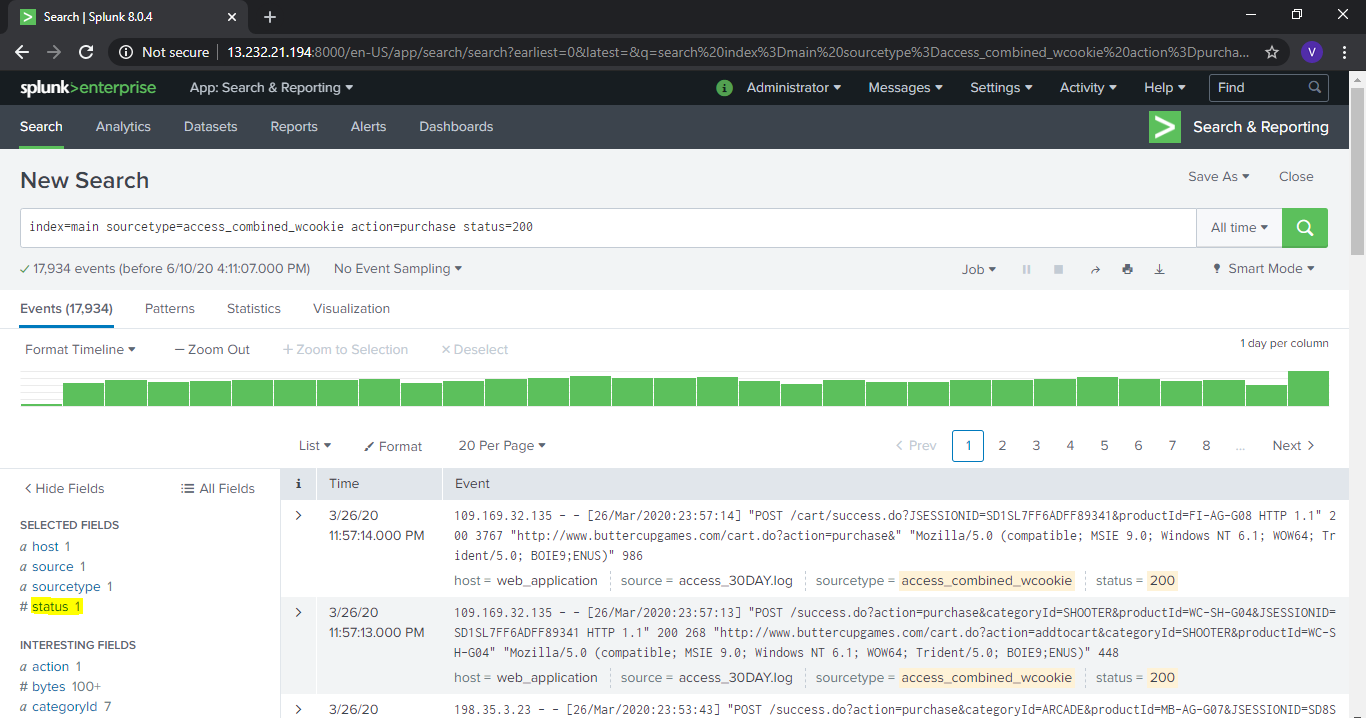 Search | Splunk 8.0.4
Not secure | 13.232.21.194:8000/en-US/app/search/search?earliest=0&latest=&q=search%20index%3Dmain%20sourcetype%3Daccess_combined_wcookie%20action%3Dpurcha...
V
splunk>enterprise App: Search & Reporting
i Administrator Messages Settings Activity Help Find
Search Analytics Datasets Reports Alerts Dashboards
> Search & Reporting
New Search
Save As Close
index=main sourcetype=access_combined_wcookie action=purchase status=200
All time
17,934 events (before 6/10/20 4:11:07.000 PM) No Event Sampling
Job Smart Mode
Events (17,934) Patterns Statistics Visualization
Format Timeline — Zoom Out + Zoom to Selection × Deselect
1 day per column
List Format 20 Per Page
< Prev 1 2 3 4 5 6 7 8 ... Next >
< Hide Fields All Fields
SELECTED FIELDS
a host 1
a source 1
a sourcetype 1
# status 1
INTERESTING FIELDS
a action 1
# bytes 100+
a categoryId 7
i Time Event
> 3/26/20
11:57:14.000 PM
109.169.32.135 - - [26/Mar/2020:23:57:14] "POST /cart/success.do?JSESSIONID=SD1SL7FF6ADFF89341&productId=FI-AG-G08 HTTP 1.1" 2
00 3767 "http://www.buttercupgames.com/cart.do?action=purchase&" "Mozilla/5.0 (compatible; MSIE 9.0; Windows NT 6.1; WOW64; Tr
ident/5.0; BOIE9;ENUS)" 986
host = web_application source = access_30DAY.log sourcetype = access_combined_wcookie status = 200
> 3/26/20
11:57:13.000 PM
109.169.32.135 - - [26/Mar/2020:23:57:13] "POST /success.do?action=purchase&categoryId=SHOOTER&productId=WC-SH-G04&JSESSIONID=
SD1SL7FF6ADFF89341 HTTP 1.1" 200 268 "http://www.buttercupgames.com/cart.do?action=addtocart&categoryId=SHOOTER&productId=WC-S
H-G04" "Mozilla/5.0 (compatible; MSIE 9.0; Windows NT 6.1; WOW64; Trident/5.0; BOIE9;ENUS)" 448
host = web_application source = access_30DAY.log sourcetype = access_combined_wcookie status = 200
> 3/26/20
198.35.3.23 - - [26/Mar/2020:23:53:43] "POST /success.do?action=purchase&categoryId=ARCADE&productId=MB-AG-G07&JSESSIONID=SD8S